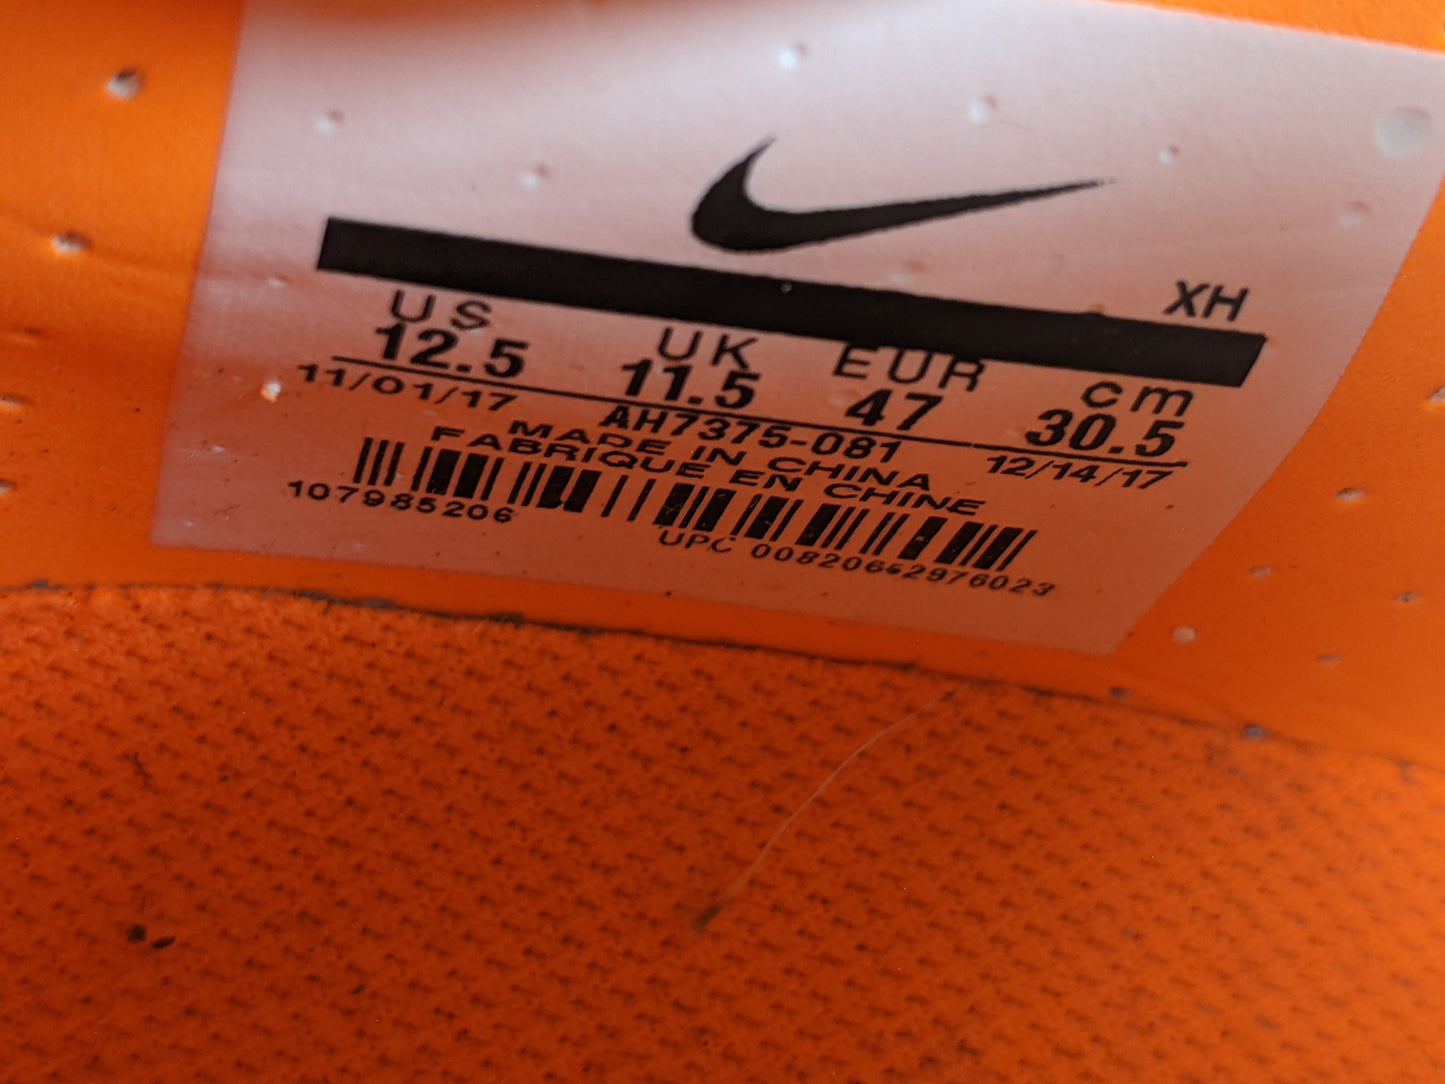 XH
US UK EUR cm
12.5 11.5 47 30.5
11/01/17 AH7375-081 12/14/17
MADE IN CHINA
FABRIQUE EN CHINE
107985206
UPC